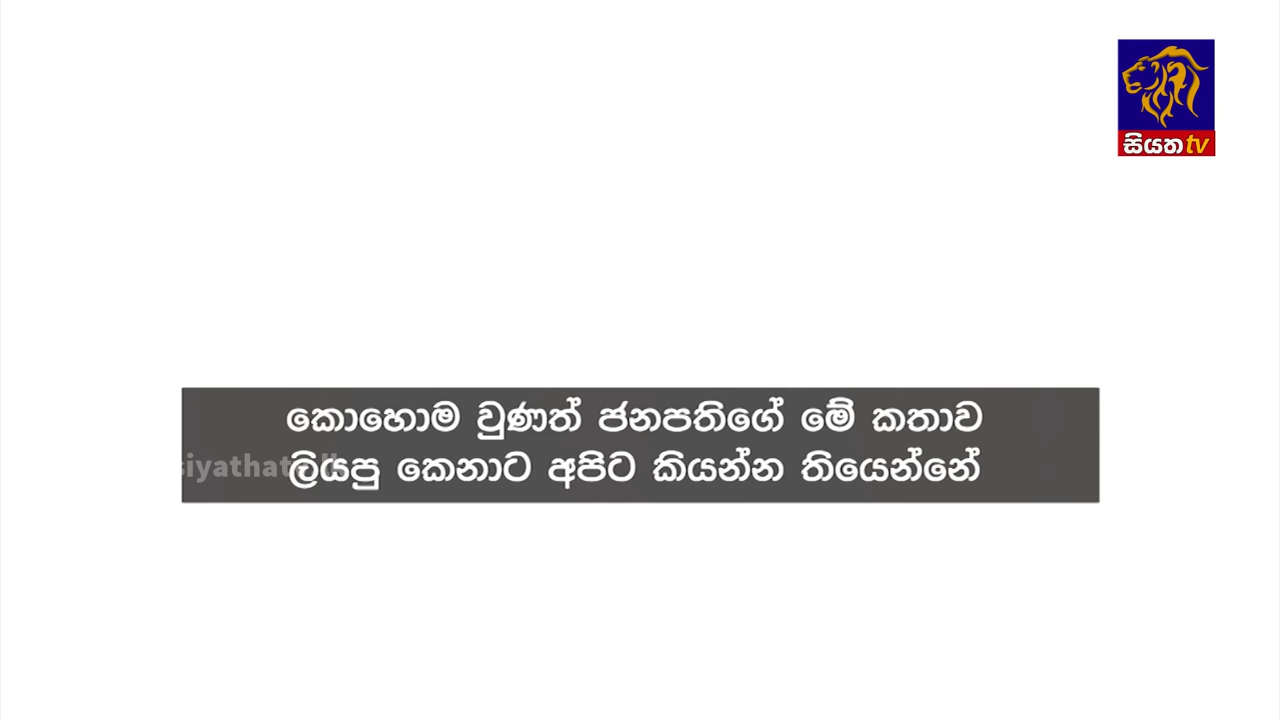 සියත tv
කොහොම වුණත් ජනපතිගේ මේ කතාව
ලියපු කෙනාට අපිට කියන්න තියෙන්නේ